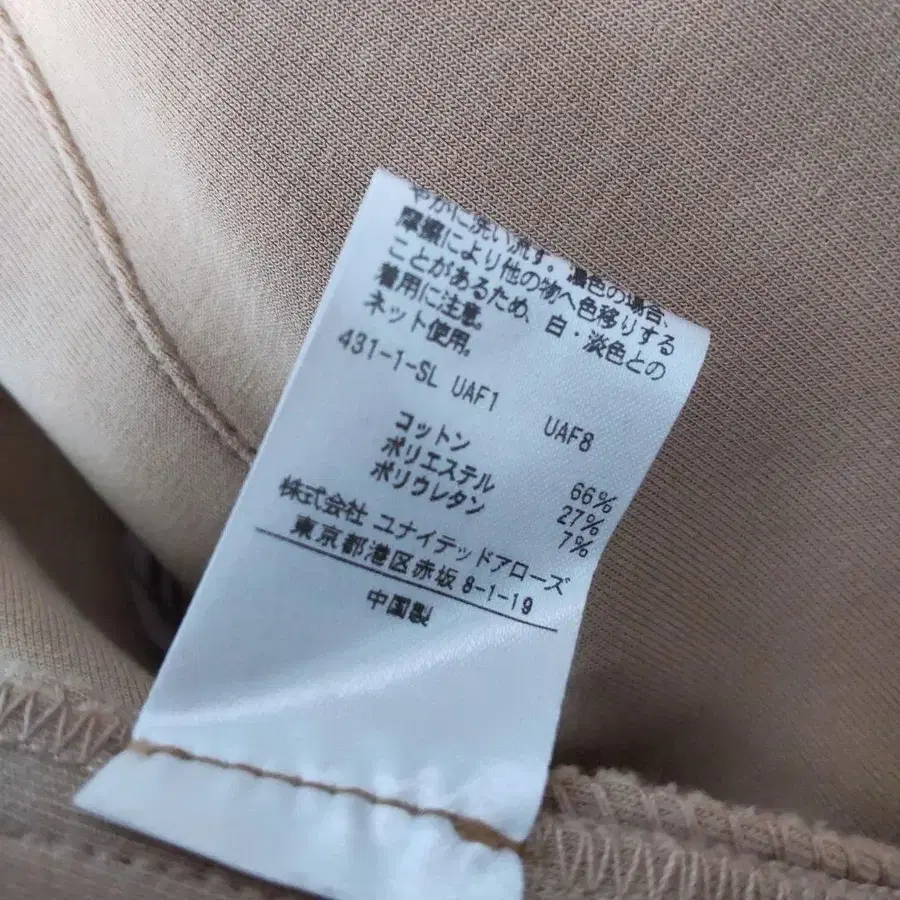 やかに洗い流す。濃色の場合、
摩擦により他の物へ色移りする
ことがあるため、白・淡色との
着用に注意。
ネット使用。
431-1-SL UAF1 UAF8
コットン 66%
ポリエステル 27%
ポリウレタン 7%
株式会社 ユナイテッドアローズ
東京都港区赤坂 8-1-19
中国製